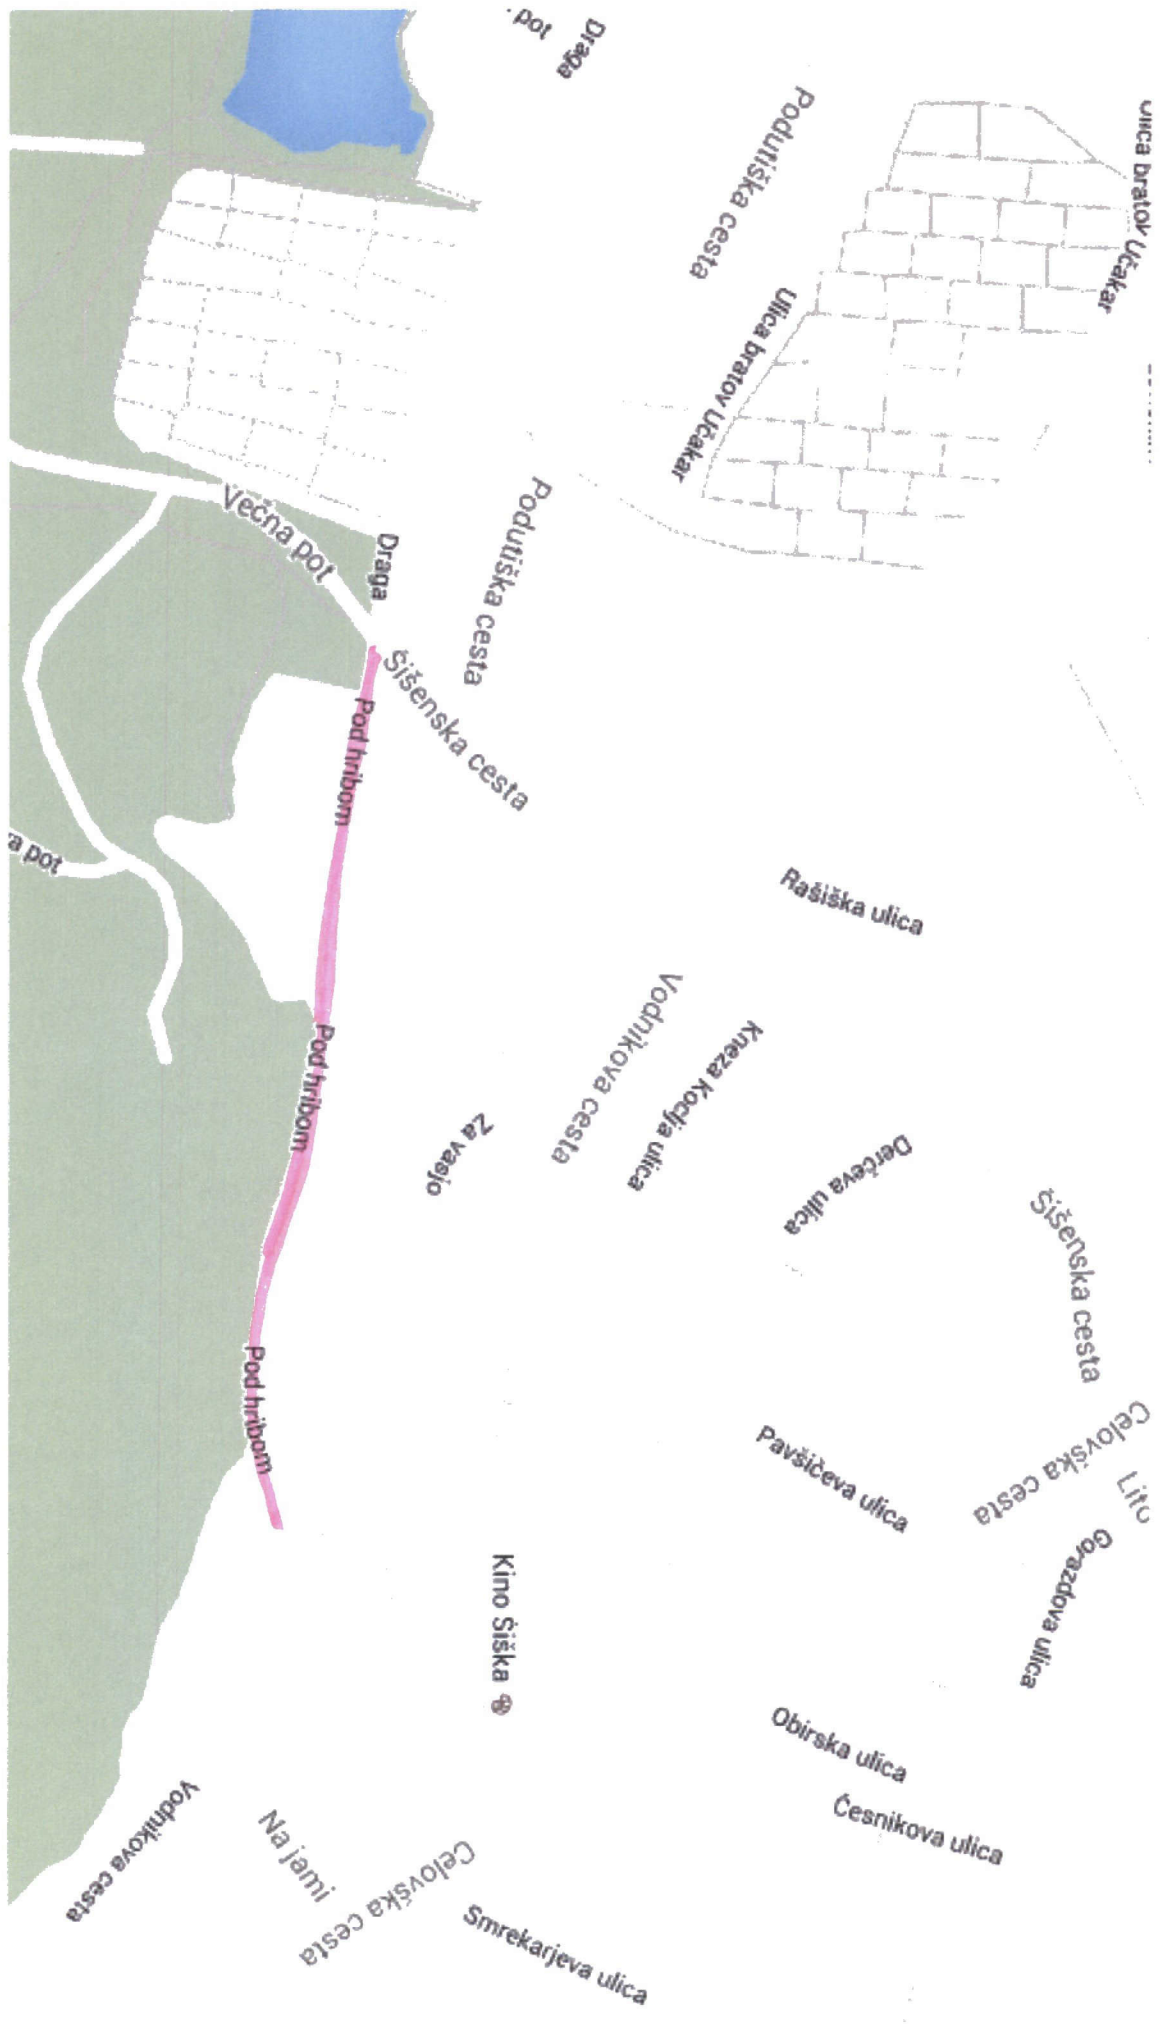 pot
Draga
Podutiška cesta
Ulica bratov Učakar
Ulica bratov Učakar
Večna pot
Draga
Podutiška cesta
Šišenska cesta
Pod hribom
pot
Rašiška ulica
Vodnikova cesta
Kneza Koclja ulica
Pod hribom
Za vasjo
Derčeva ulica
Šišenska cesta
Pod hribom
Celovška cesta
Pavšičeva ulica
Gorazdova ulica
Kino Šiška
Obirska ulica
Česnikova ulica
Vodnikova cesta
Na jami
Celovška cesta
Smrekarjeva ulica